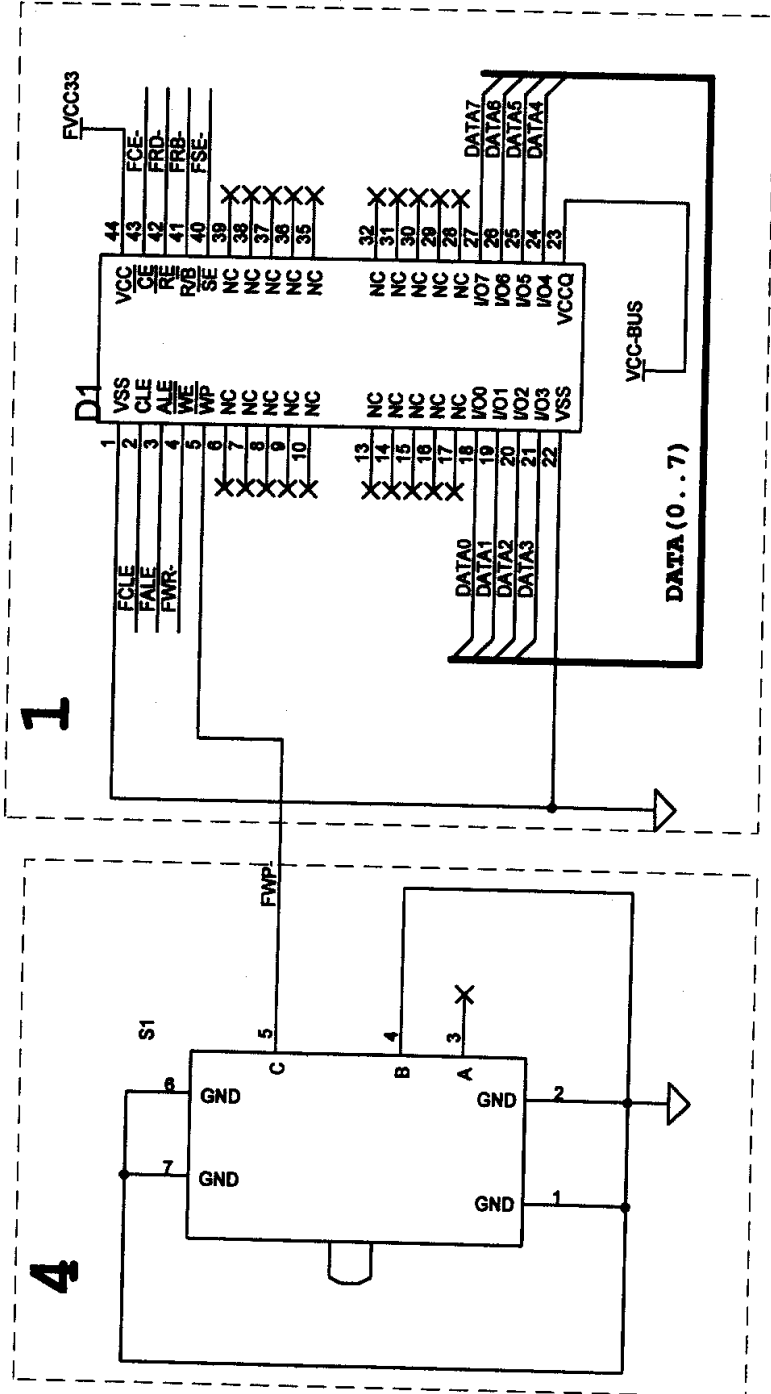 1
FVCC33
FCE-
FRD-
FRB-
FSE-
44
43
42
41
40
39
38
37
36
35
32
31
30
29
28
27
26
25
24
23
DATA7
DATA6
DATA5
DATA4
VCC
CE
RE
R/B
SE
NC
NC
NC
NC
NC
NC
NC
NC
NC
NC
I/O7
I/O6
I/O5
I/O4
VCCQ
D1
VSS
CLE
ALE
WE
WP
NC
NC
NC
NC
NC
NC
NC
NC
NC
NC
I/O0
I/O1
I/O2
I/O3
VSS
1
2
3
4
5
6
7
8
9
10
13
14
15
16
17
18
19
20
21
22
FCLE
FALE
FWR-
DATA0
DATA1
DATA2
DATA3
VCC-BUS
DATA(0..7)
FWP-
4
S1
5
C
4
B
3
A
6
GND
7
GND
GND
2
GND
1